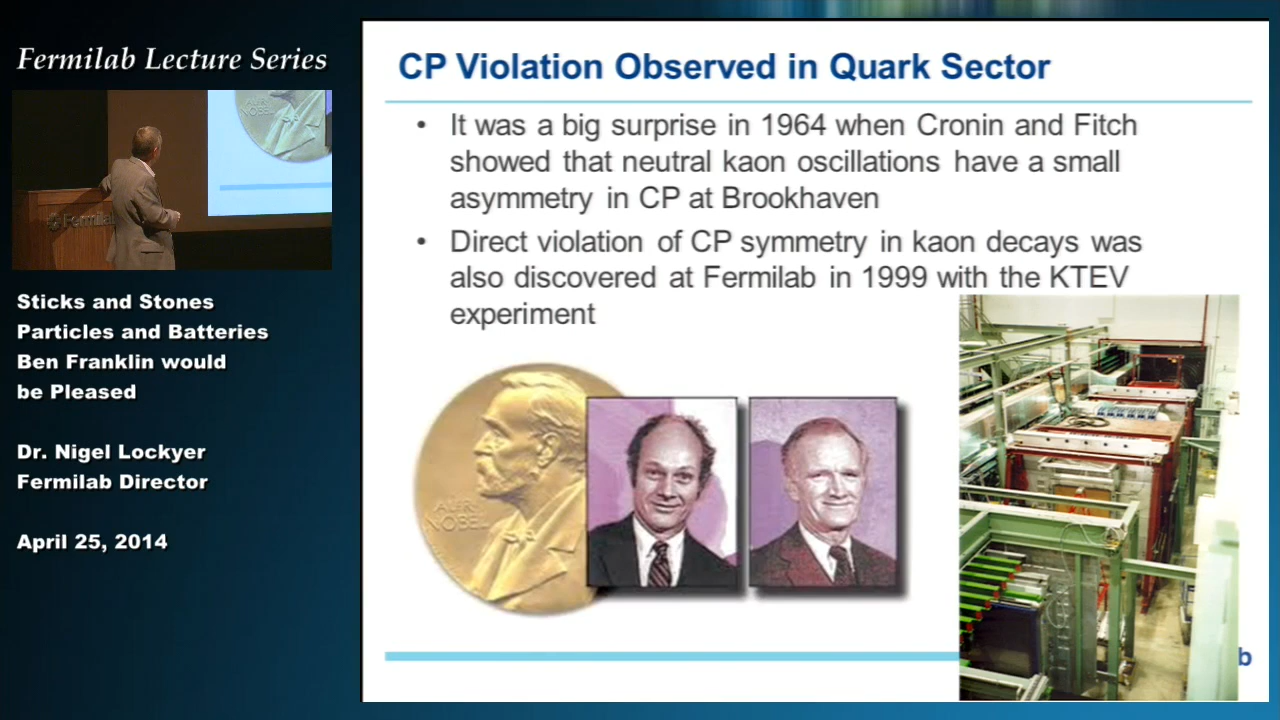 Fermilab Lecture Series
Fermilab
Sticks and Stones
Particles and Batteries
Ben Franklin would
be Pleased
Dr. Nigel Lockyer
Fermilab Director
April 25, 2014
CP Violation Observed in Quark Sector
• It was a big surprise in 1964 when Cronin and Fitch
showed that neutral kaon oscillations have a small
asymmetry in CP at Brookhaven
• Direct violation of CP symmetry in kaon decays was
also discovered at Fermilab in 1999 with the KTEV
experiment
NOBEL
b